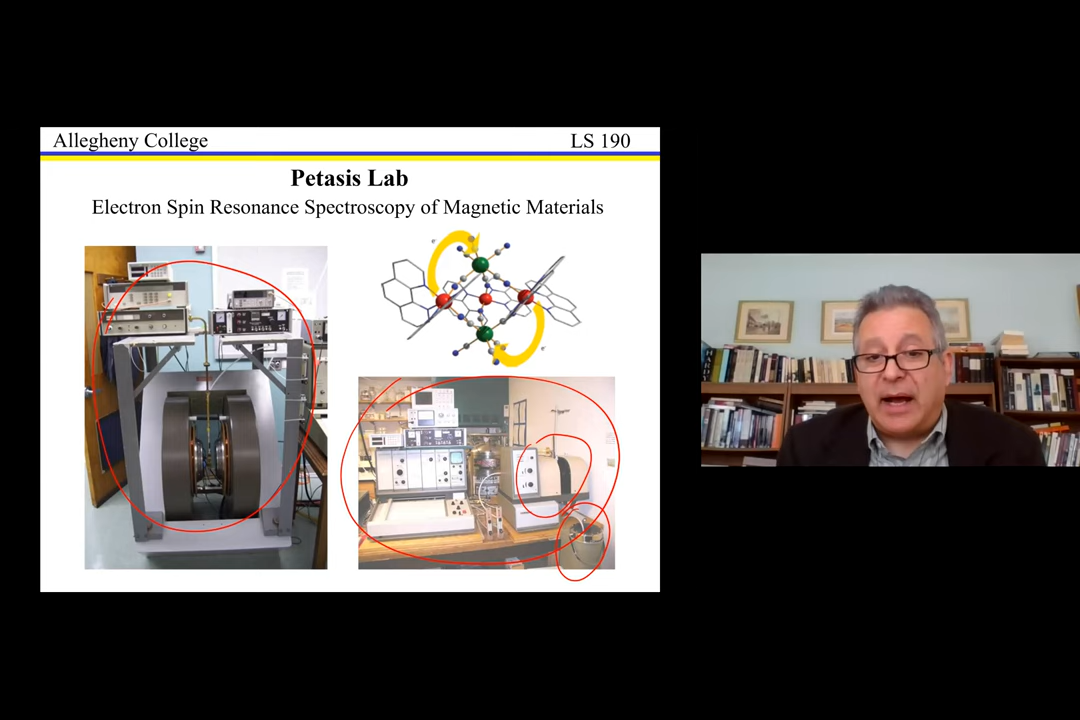 Allegheny College LS 190
Petasis Lab
Electron Spin Resonance Spectroscopy of Magnetic Materials
e⁻
e⁻